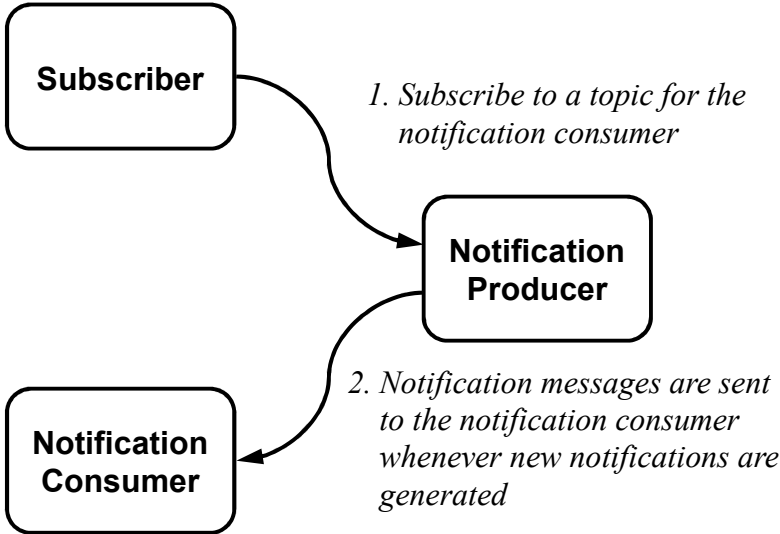 Subscriber
1. Subscribe to a topic for the
notification consumer
Notification
Producer
2. Notification messages are sent
to the notification consumer
whenever new notifications are
generated
Notification
Consumer